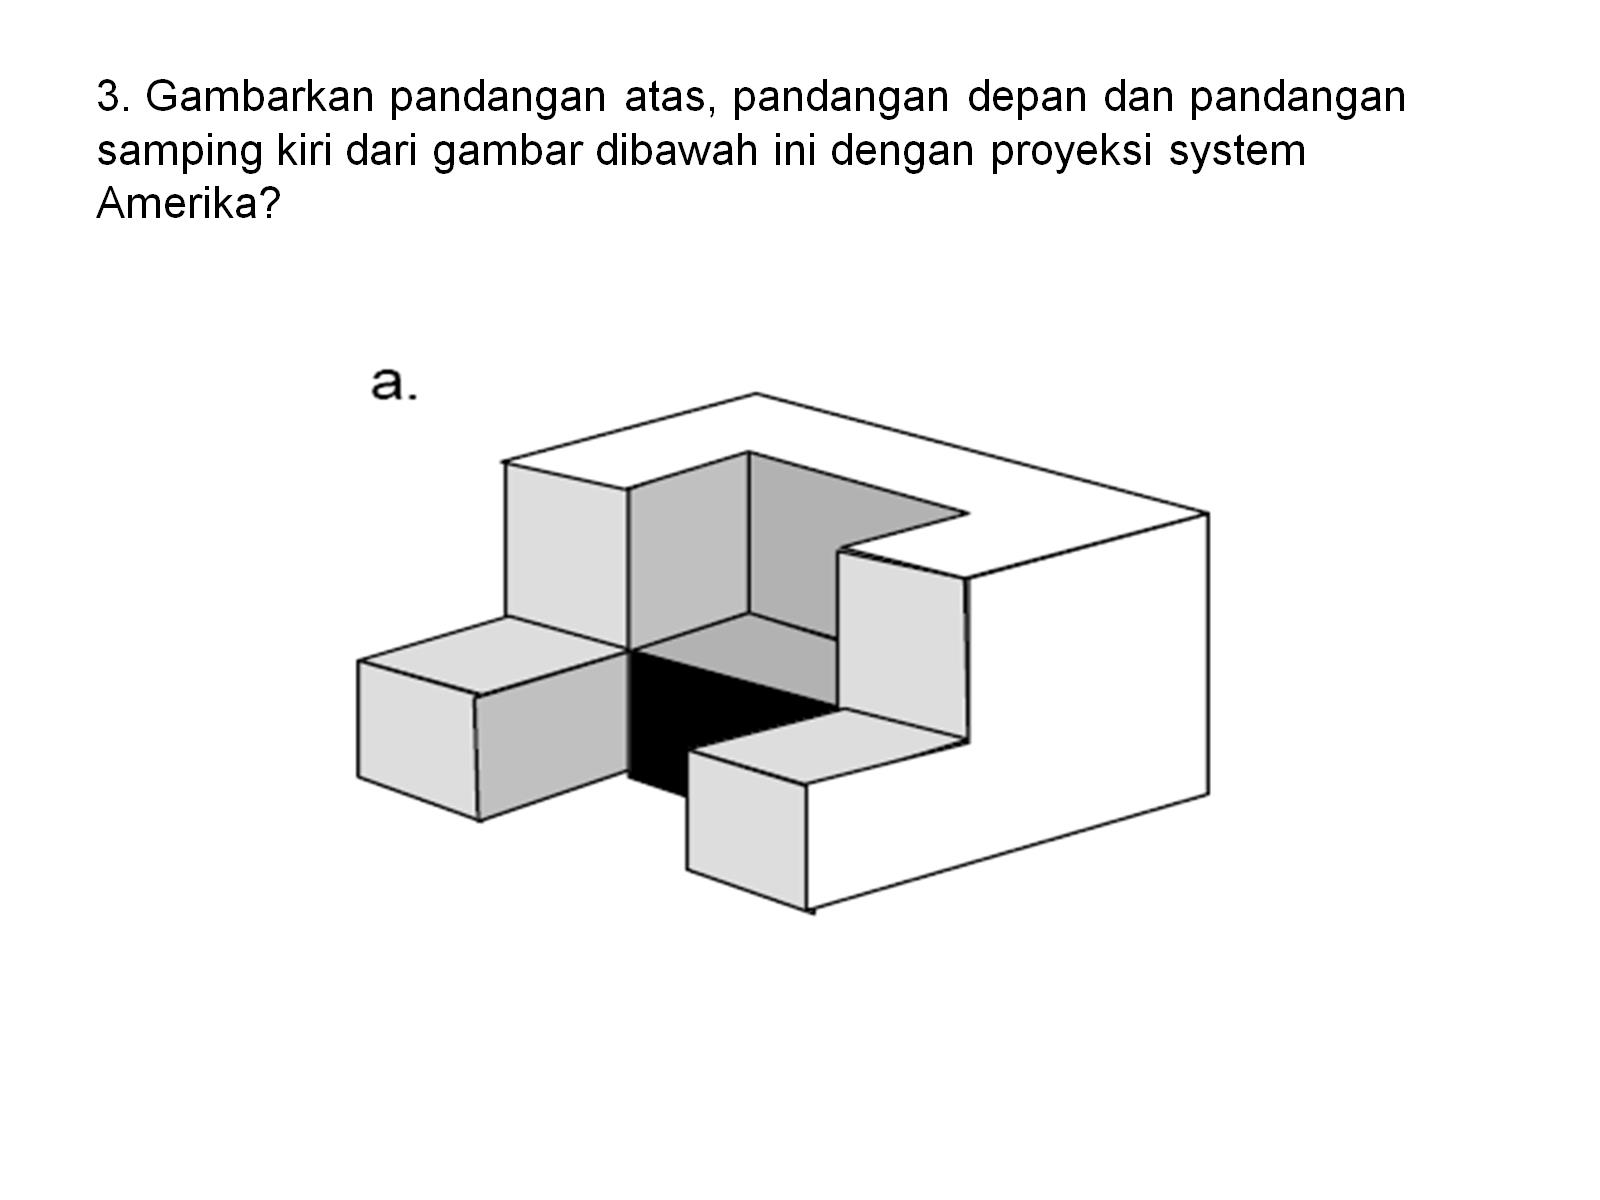 3. Gambarkan pandangan atas, pandangan depan dan pandangan
samping kiri dari gambar dibawah ini dengan proyeksi system
Amerika?
a.